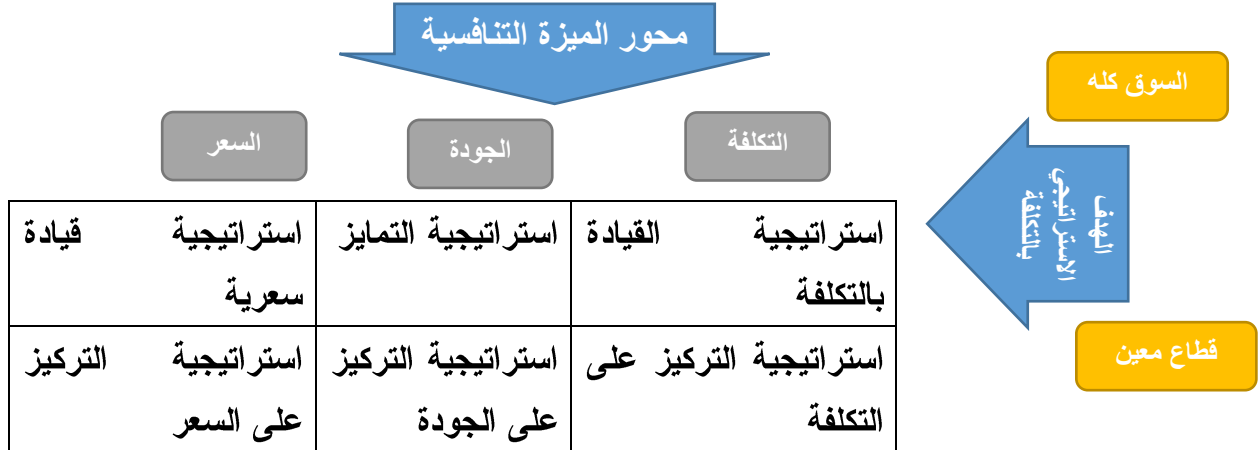 محور الميزة التنافسية
السوق كله
التكلفة
الجودة
السعر
الهدف
الاستراتيجي
بالتكلفة
استراتيجية القيادة
بالتكلفة
استراتيجية التمايز
استراتيجية قيادة
سعرية
قطاع معين
استراتيجية التركيز على
التكلفة
استراتيجية التركيز
على الجودة
استراتيجية التركيز
على السعر